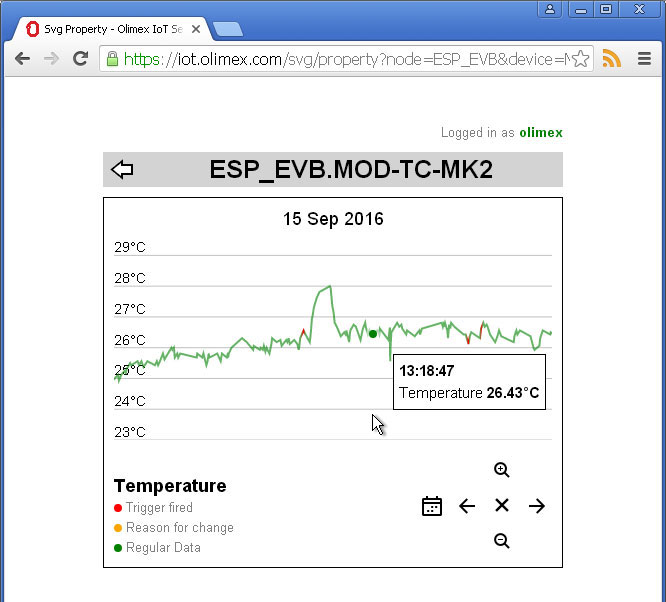 Svg Property - Olimex IoT Se
https://iot.olimex.com/svg/property?node=ESP_EVB&device=M
Logged in as olimex
ESP_EVB.MOD-TC-MK2
15 Sep 2016
29°C
28°C
27°C
26°C
25°C
24°C
23°C
13:18:47
Temperature 26.43°C
Temperature
Trigger fired
Reason for change
Regular Data